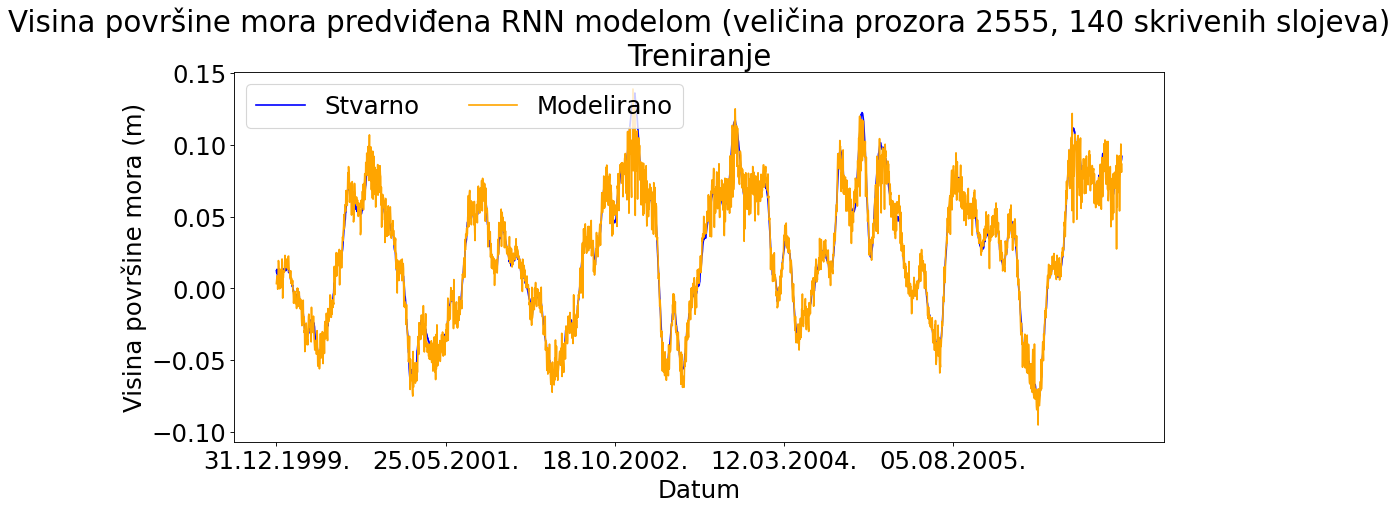 Visina površine mora predviđena RNN modelom (veličina prozora 2555, 140 skrivenih slojeva)
Treniranje
Stvarno
Modelirano
Visina površine mora (m)
0.15
0.10
0.05
0.00
−0.05
−0.10
31.12.1999.
25.05.2001.
18.10.2002.
12.03.2004.
05.08.2005.
Datum